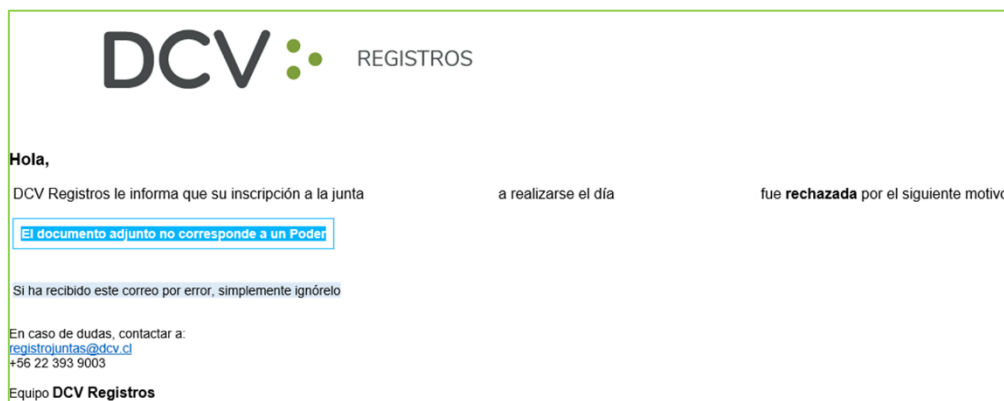 DCV REGISTROS
Hola,
DCV Registros le informa que su inscripción a la junta a realizarse el día fue rechazada por el siguiente motivo
El documento adjunto no corresponde a un Poder
Si ha recibido este correo por error, simplemente ignórelo
En caso de dudas, contactar a:
registrojuntas@dcv.cl
+56 22 393 9003
Equipo DCV Registros